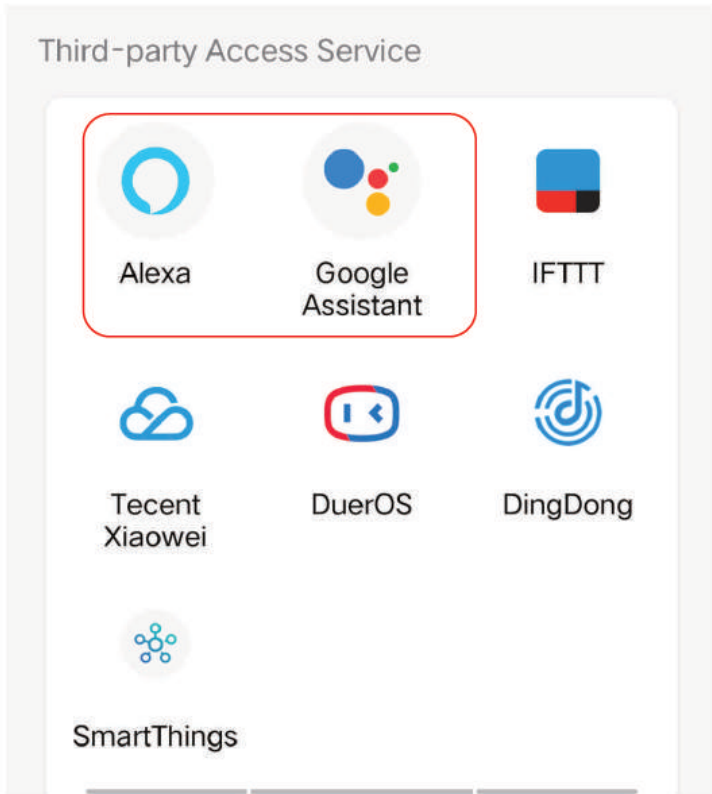 Third-party Access Service
Alexa
Google
Assistant
IFTTT
Tecent
Xiaowei
DuerOS
DingDong
SmartThings